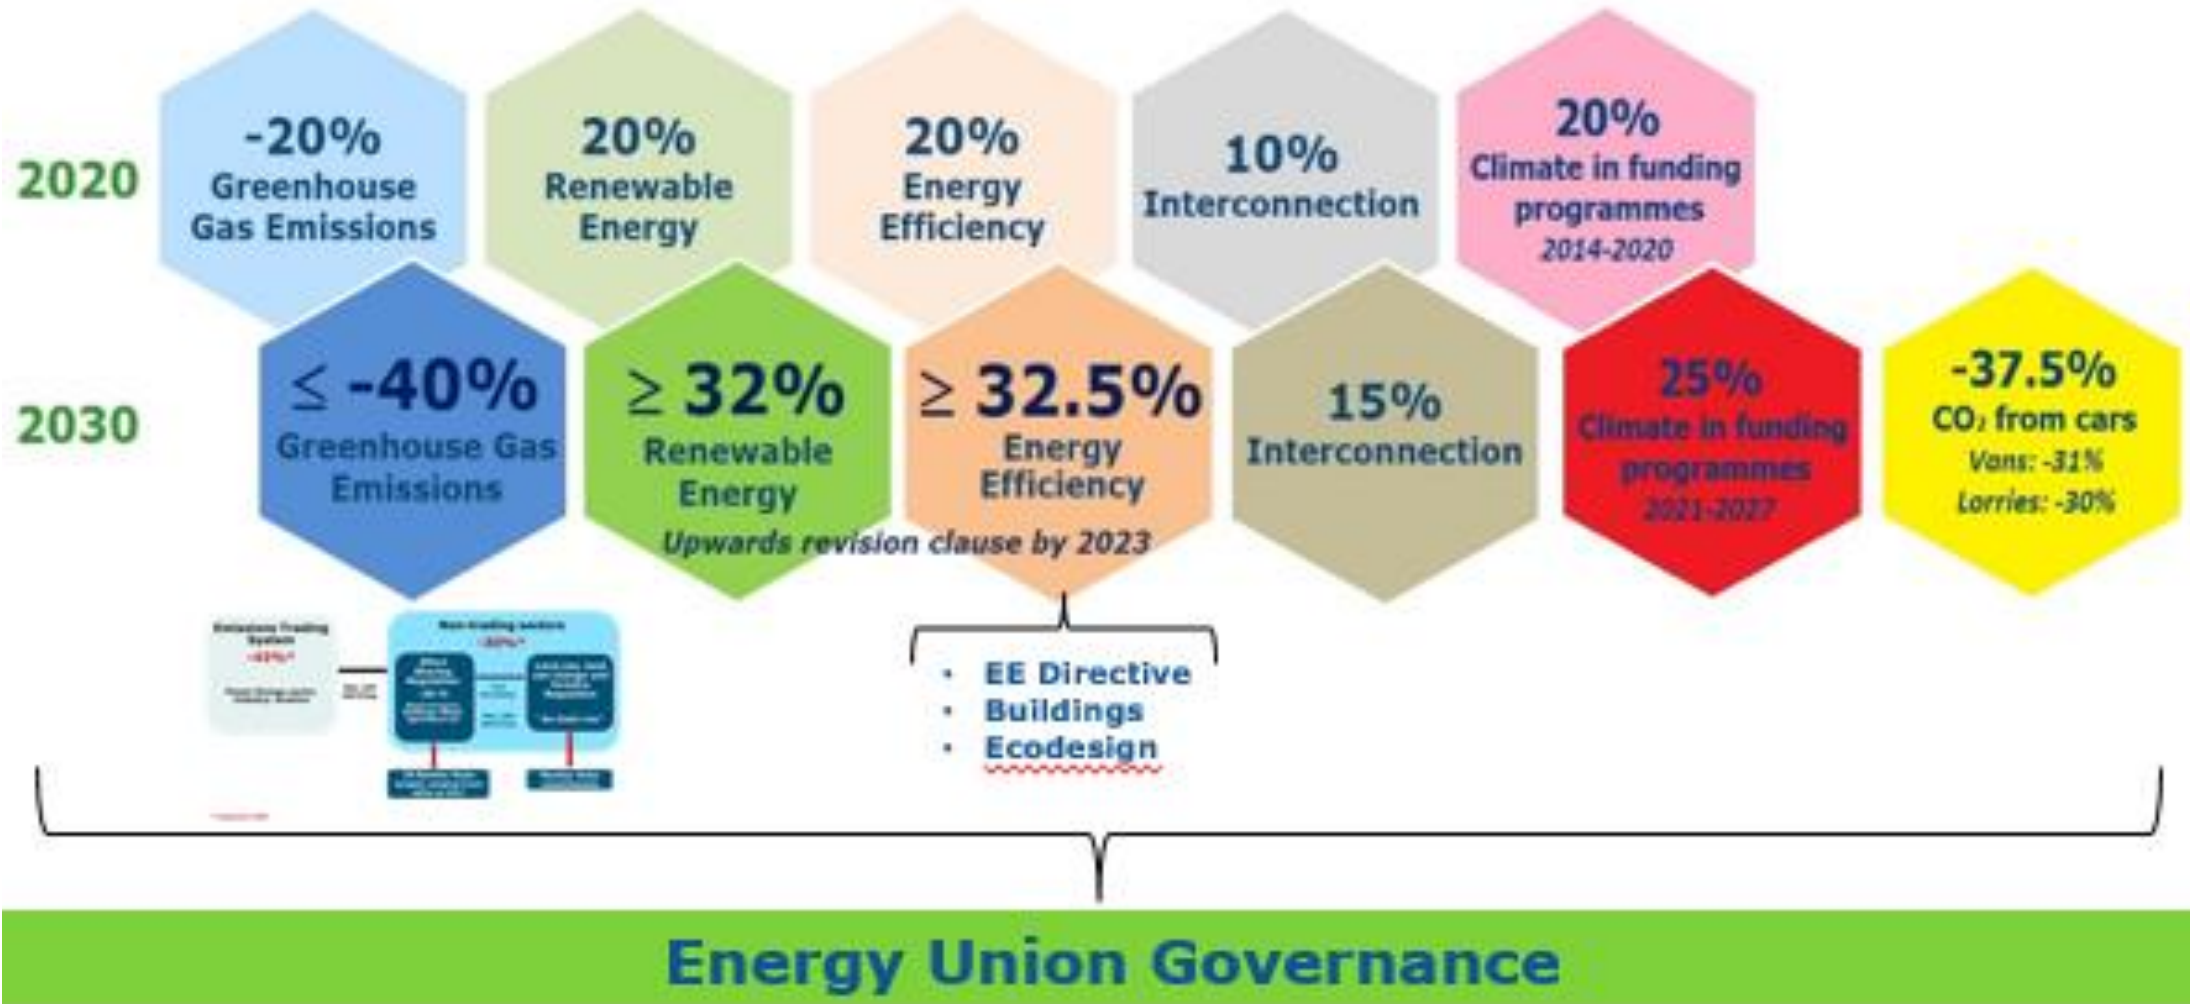 2020
-20%
Greenhouse
Gas Emissions
20%
Renewable
Energy
20%
Energy
Efficiency
10%
Interconnection
20%
Climate in funding
programmes
2014-2020
2030
≤ -40%
Greenhouse Gas
Emissions
≥ 32%
Renewable
Energy
≥ 32.5%
Energy
Efficiency
Upwards revision clause by 2023
15%
Interconnection
25%
Climate in funding
programmes
2021-2027
-37.5%
CO₂ from cars
Vans: -31%
Lorries: -30%
Emissions Trading
System
Non-trading sectors
• EE Directive
• Buildings
• Ecodesign
Energy Union Governance